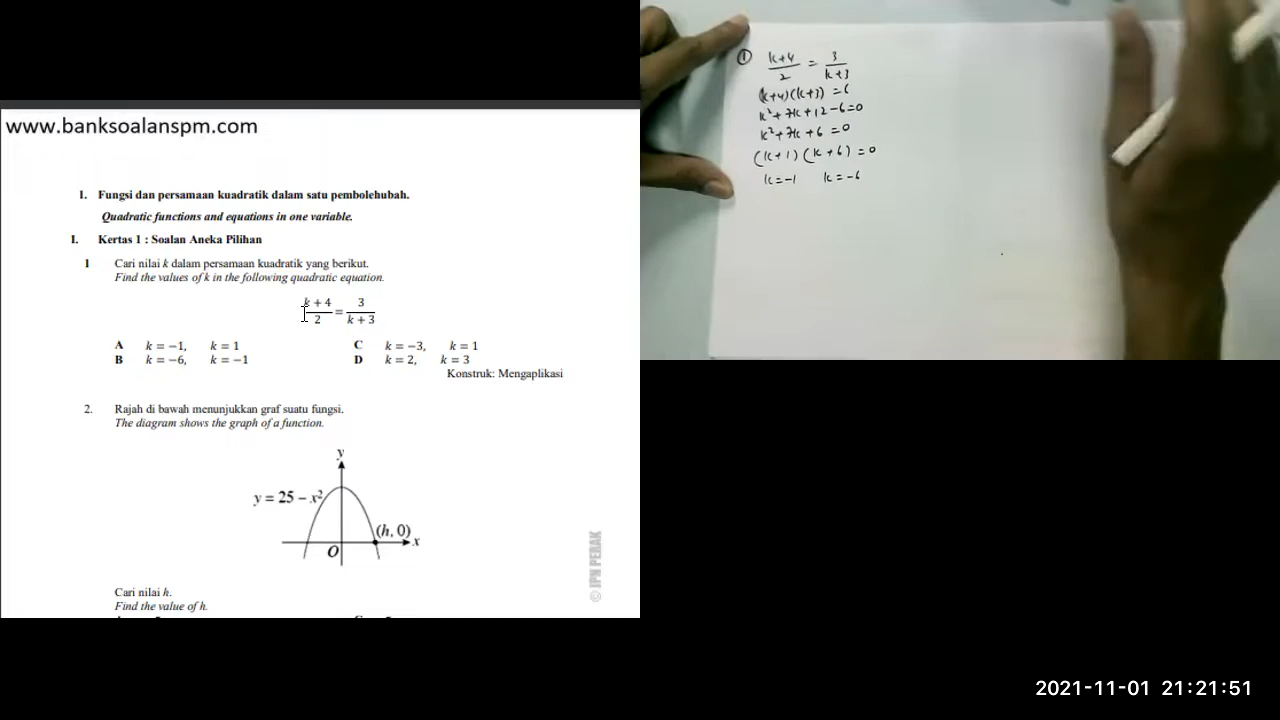 www.banksoalanspm.com
1. Fungsi dan persamaan kuadratik dalam satu pembolehubah.
Quadratic functions and equations in one variable.
I. Kertas 1 : Soalan Aneka Pilihan
1 Cari nilai k dalam persamaan kuadratik yang berikut.
Find the values of k in the following quadratic equation.
k + 4 / 2 = 3 / k + 3
A k = −1, k = 1 C k = −3, k = 1
B k = −6, k = −1 D k = 2, k = 3
Konstruk: Mengaplikasi
2. Rajah di bawah menunjukkan graf suatu fungsi.
The diagram shows the graph of a function.
y
y = 25 − x²
(h, 0)
O x
Cari nilai h.
Find the value of h.
© JPN PERAK
① k+4 / 2 = 3 / k+3
(k+4)(k+3) = 6
k²+7k+12-6=0
k²+7k+6=0
(k+1)(k+6)=0
k=-1 k=-6
2021-11-01 21:21:51